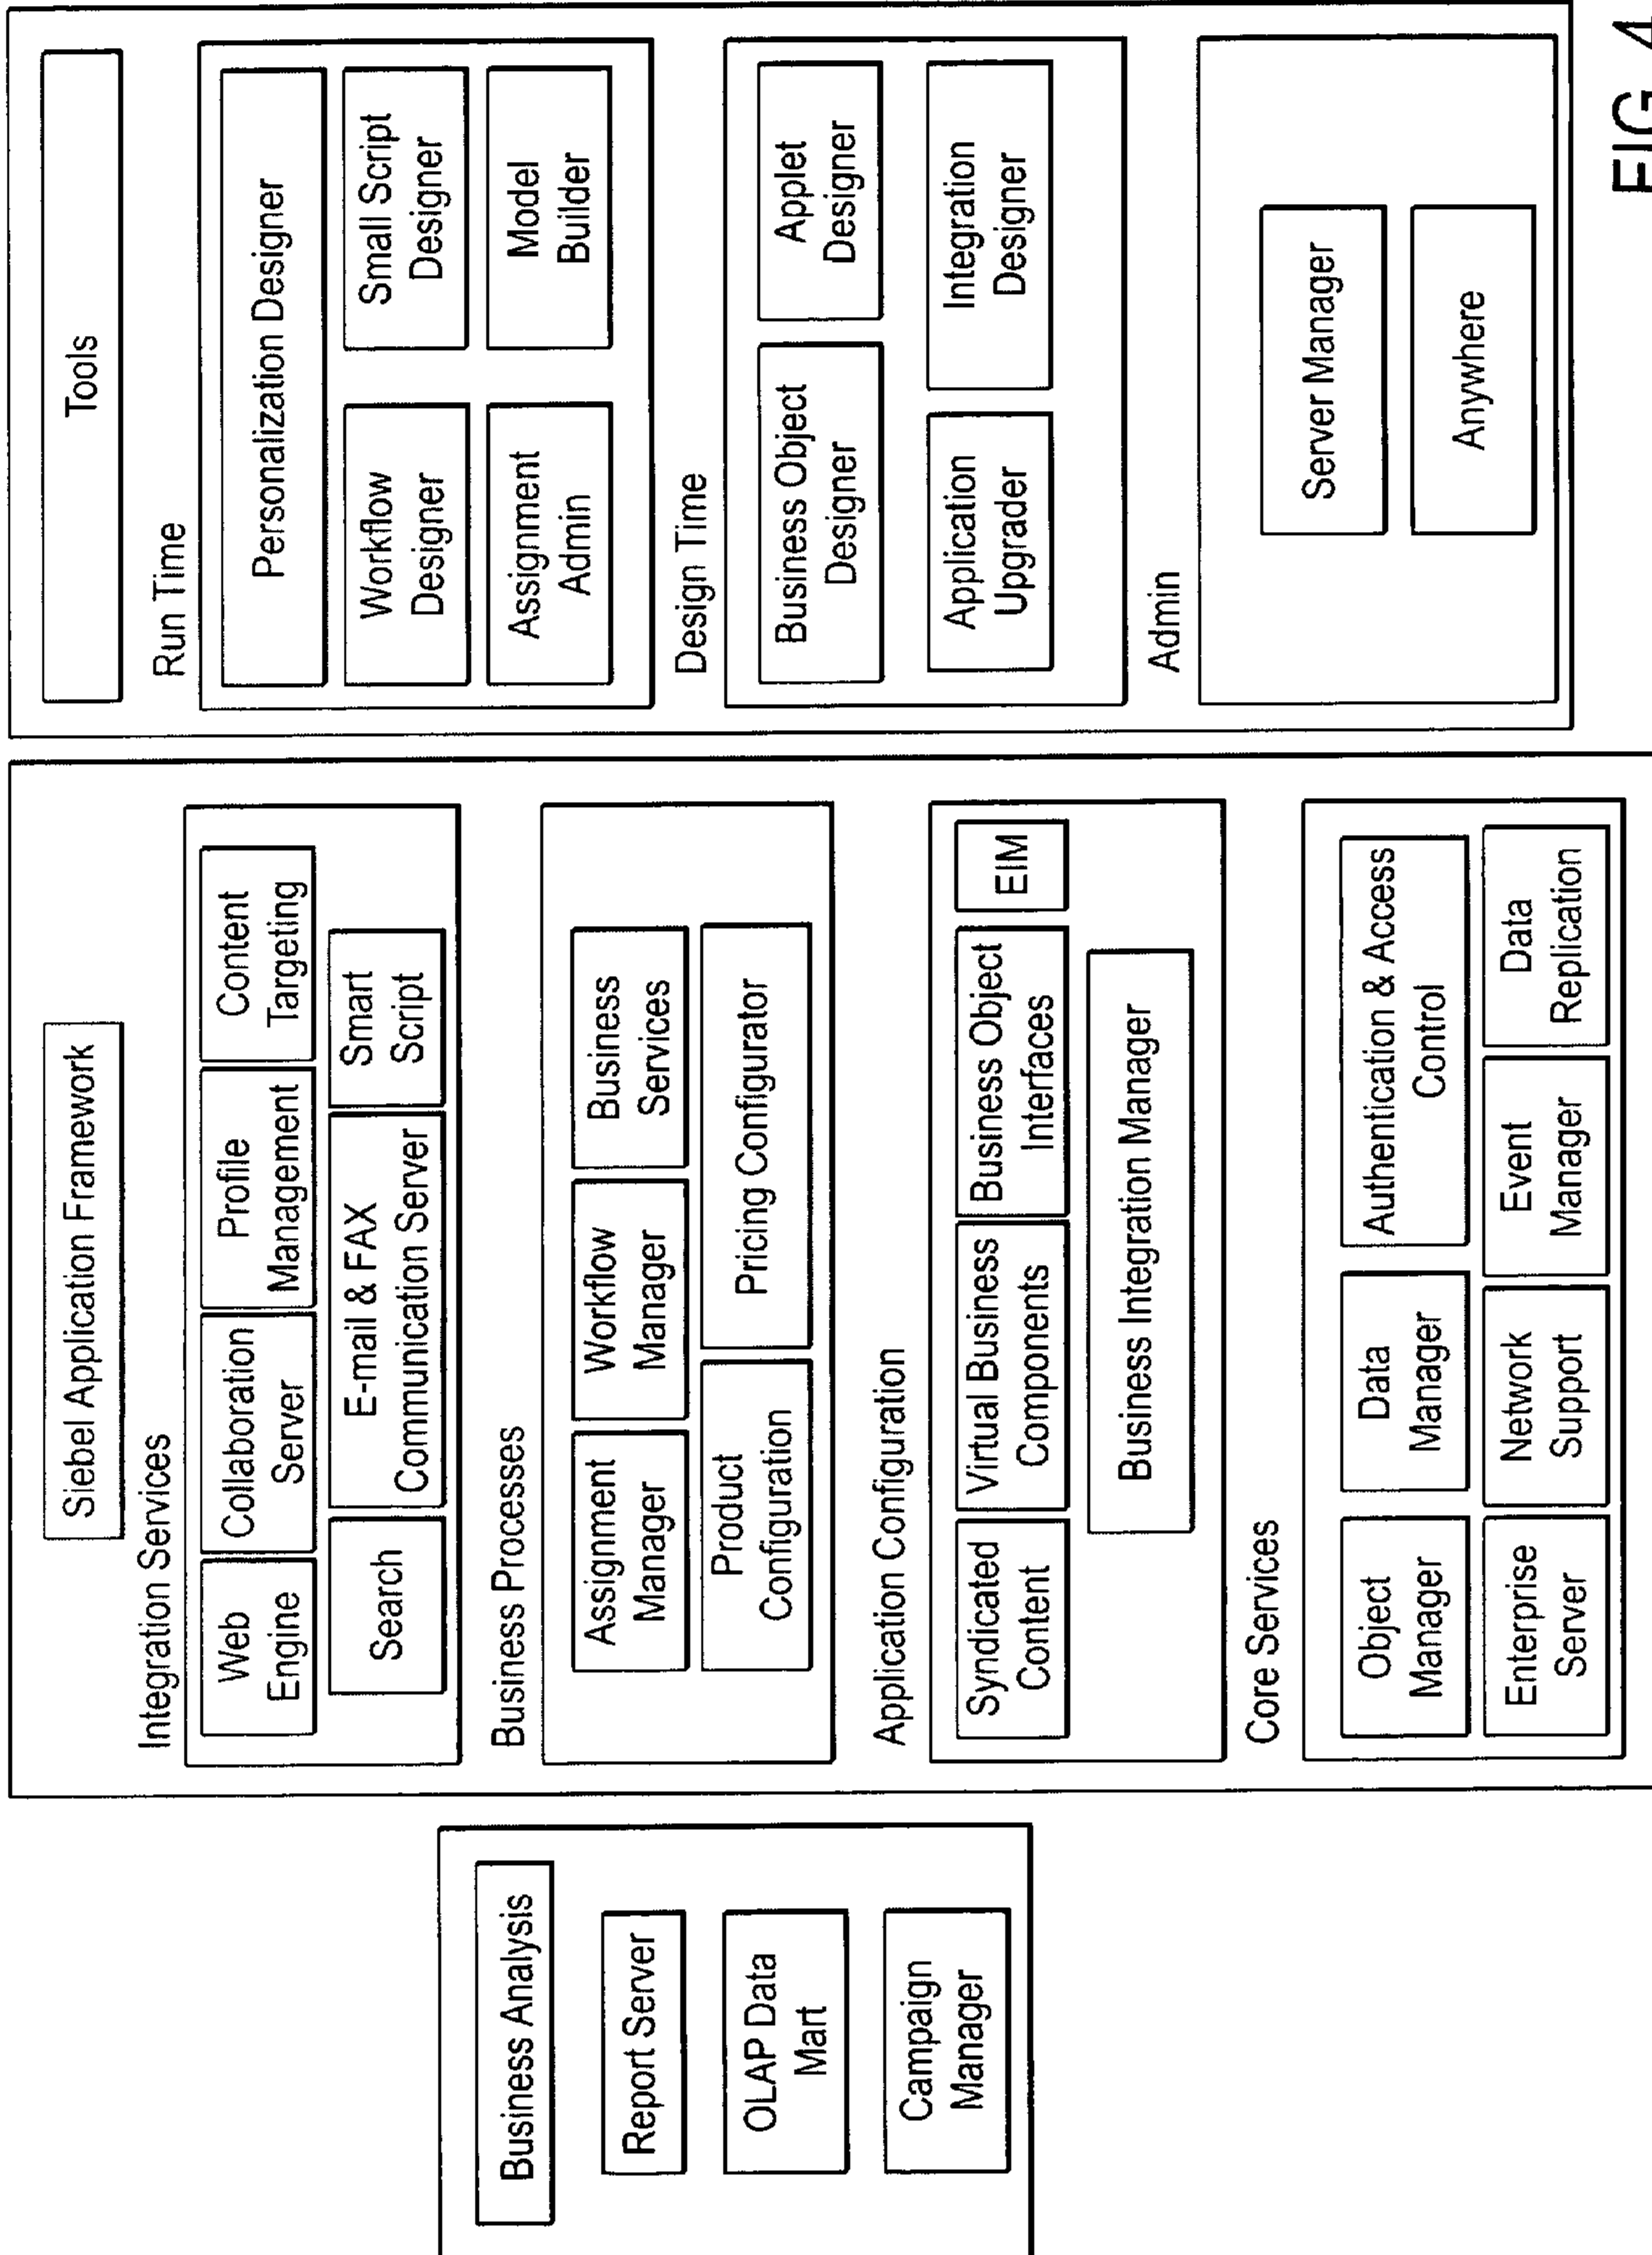 Business Analysis
Report Server
OLAP Data
Mart
Campaign
Manager
Siebel Application Framework
Integration Services
Web
Engine
Collaboration
Server
Profile
Management
Content
Targeting
Search
E-mail & FAX
Communication Server
Smart
Script
Business Processes
Assignment
Manager
Workflow
Manager
Business
Services
Product
Configuration
Pricing Configurator
Application Configuration
Syndicated
Content
Virtual Business
Components
Business Object
Interfaces
EIM
Business Integration Manager
Core Services
Object
Manager
Data
Manager
Authentication & Access
Control
Enterprise
Server
Network
Support
Event
Manager
Data
Replication
Tools
Run Time
Personalization Designer
Workflow
Designer
Small Script
Designer
Assignment
Admin
Model
Builder
Design Time
Business Object
Designer
Applet
Designer
Application
Upgrader
Integration
Designer
Admin
Server Manager
Anywhere
FIG. 4